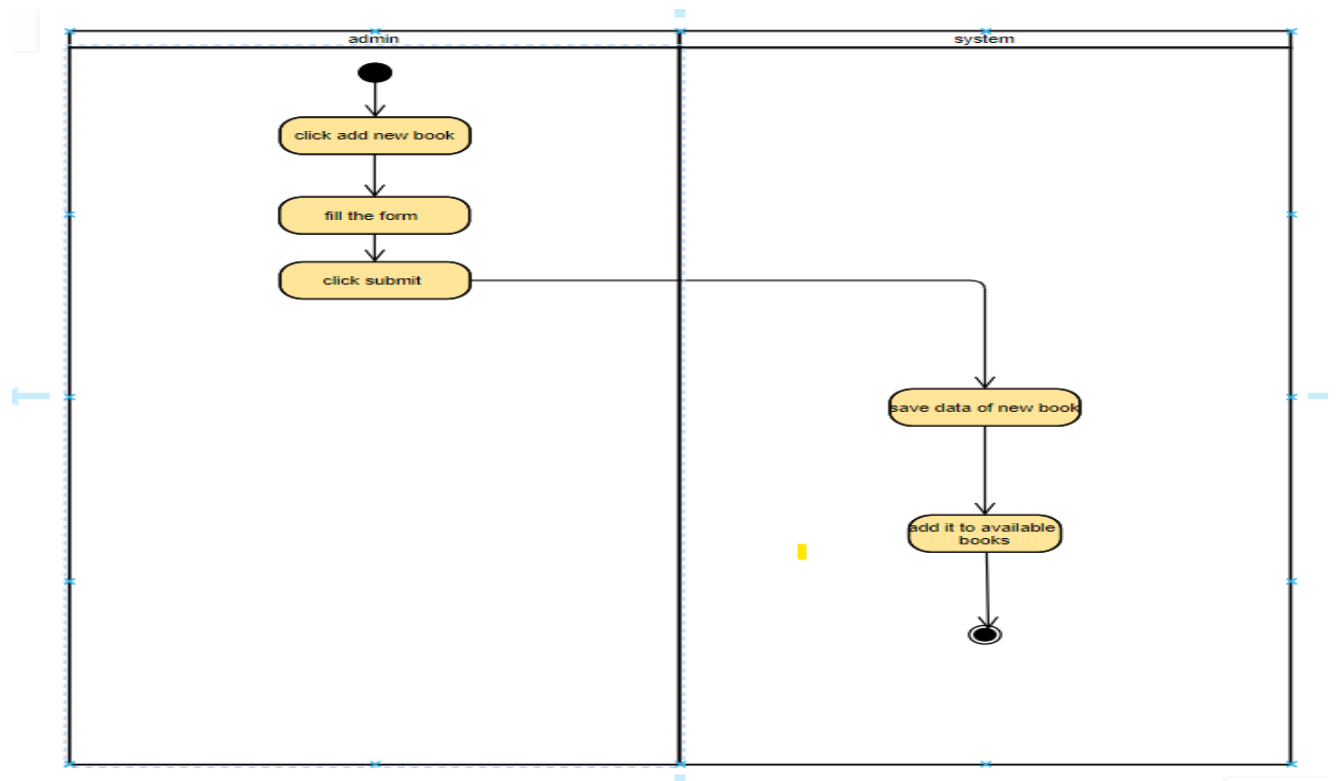 admin
system
click add new book
fill the form
click submit
save data of new book
add it to available
books